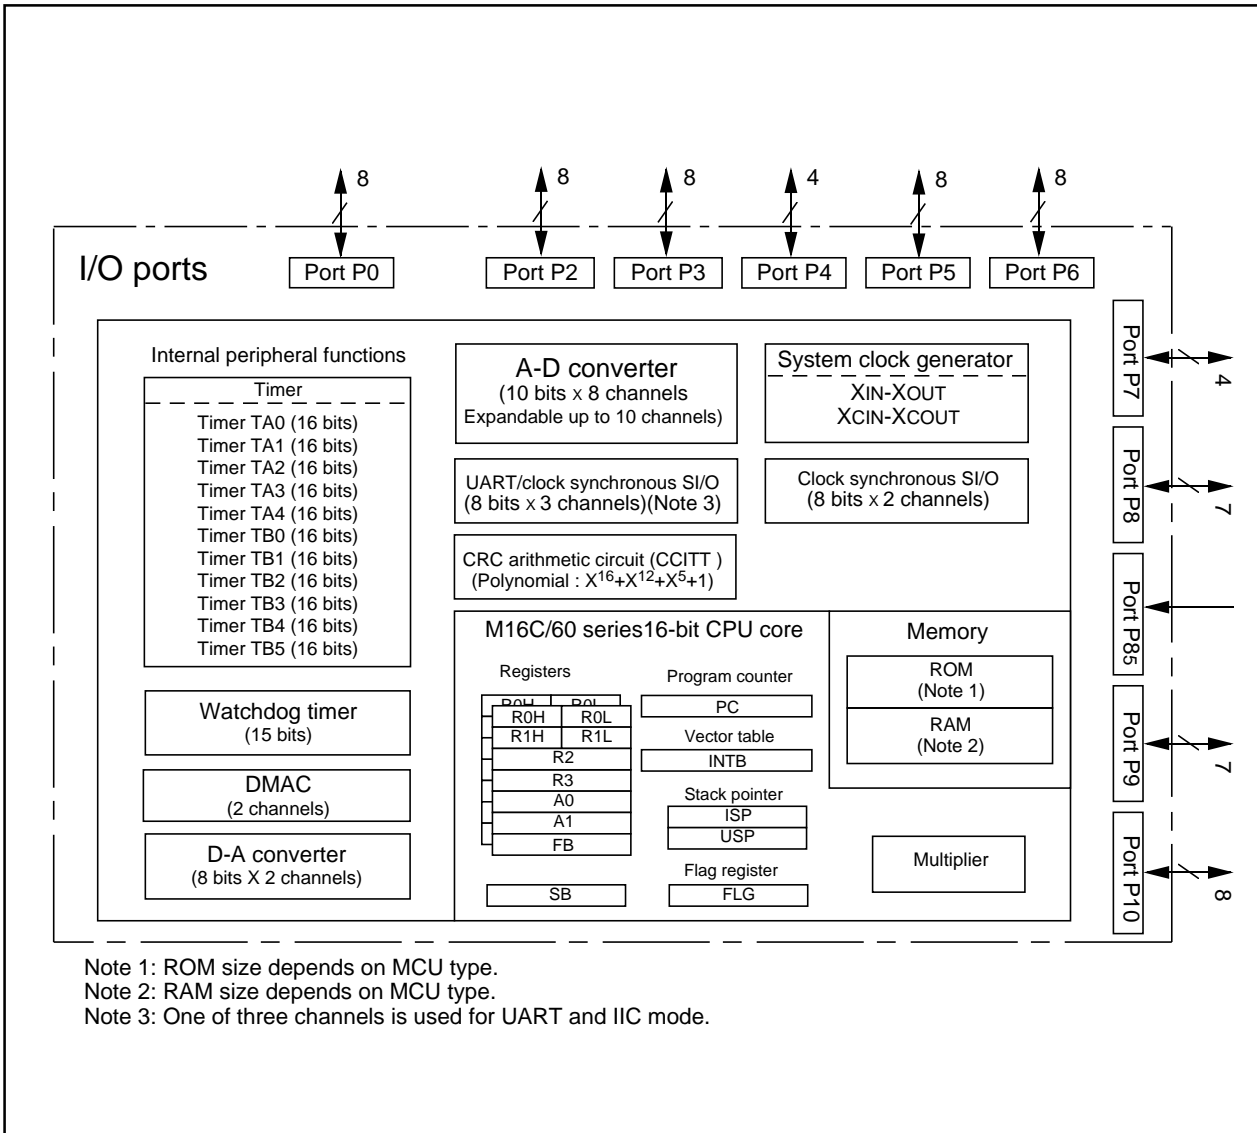 8 8 8 4 8 8
I/O ports
Port P0 Port P2 Port P3 Port P4 Port P5 Port P6
Port P7
4
Port P8
7
Port P85
Port P9
7
Port P10
8
Internal peripheral functions
Timer
Timer TA0 (16 bits)
Timer TA1 (16 bits)
Timer TA2 (16 bits)
Timer TA3 (16 bits)
Timer TA4 (16 bits)
Timer TB0 (16 bits)
Timer TB1 (16 bits)
Timer TB2 (16 bits)
Timer TB3 (16 bits)
Timer TB4 (16 bits)
Timer TB5 (16 bits)
Watchdog timer
(15 bits)
DMAC
(2 channels)
D-A converter
(8 bits X 2 channels)
A-D converter
(10 bits x 8 channels
Expandable up to 10 channels)
System clock generator
XIN-XOUT
XCIN-XCOUT
UART/clock synchronous SI/O
(8 bits x 3 channels)(Note 3)
Clock synchronous SI/O
(8 bits x 2 channels)
CRC arithmetic circuit (CCITT )
(Polynomial : X¹⁶+X¹²+X⁵+1)
M16C/60 series16-bit CPU core
Registers
R0H R0L
R0H R0L
R1H R1L
R2
R3
A0
A1
FB
SB
Program counter
PC
Vector table
INTB
Stack pointer
ISP
USP
Flag register
FLG
Memory
ROM
(Note 1)
RAM
(Note 2)
Multiplier
Note 1: ROM size depends on MCU type.
Note 2: RAM size depends on MCU type.
Note 3: One of three channels is used for UART and IIC mode.